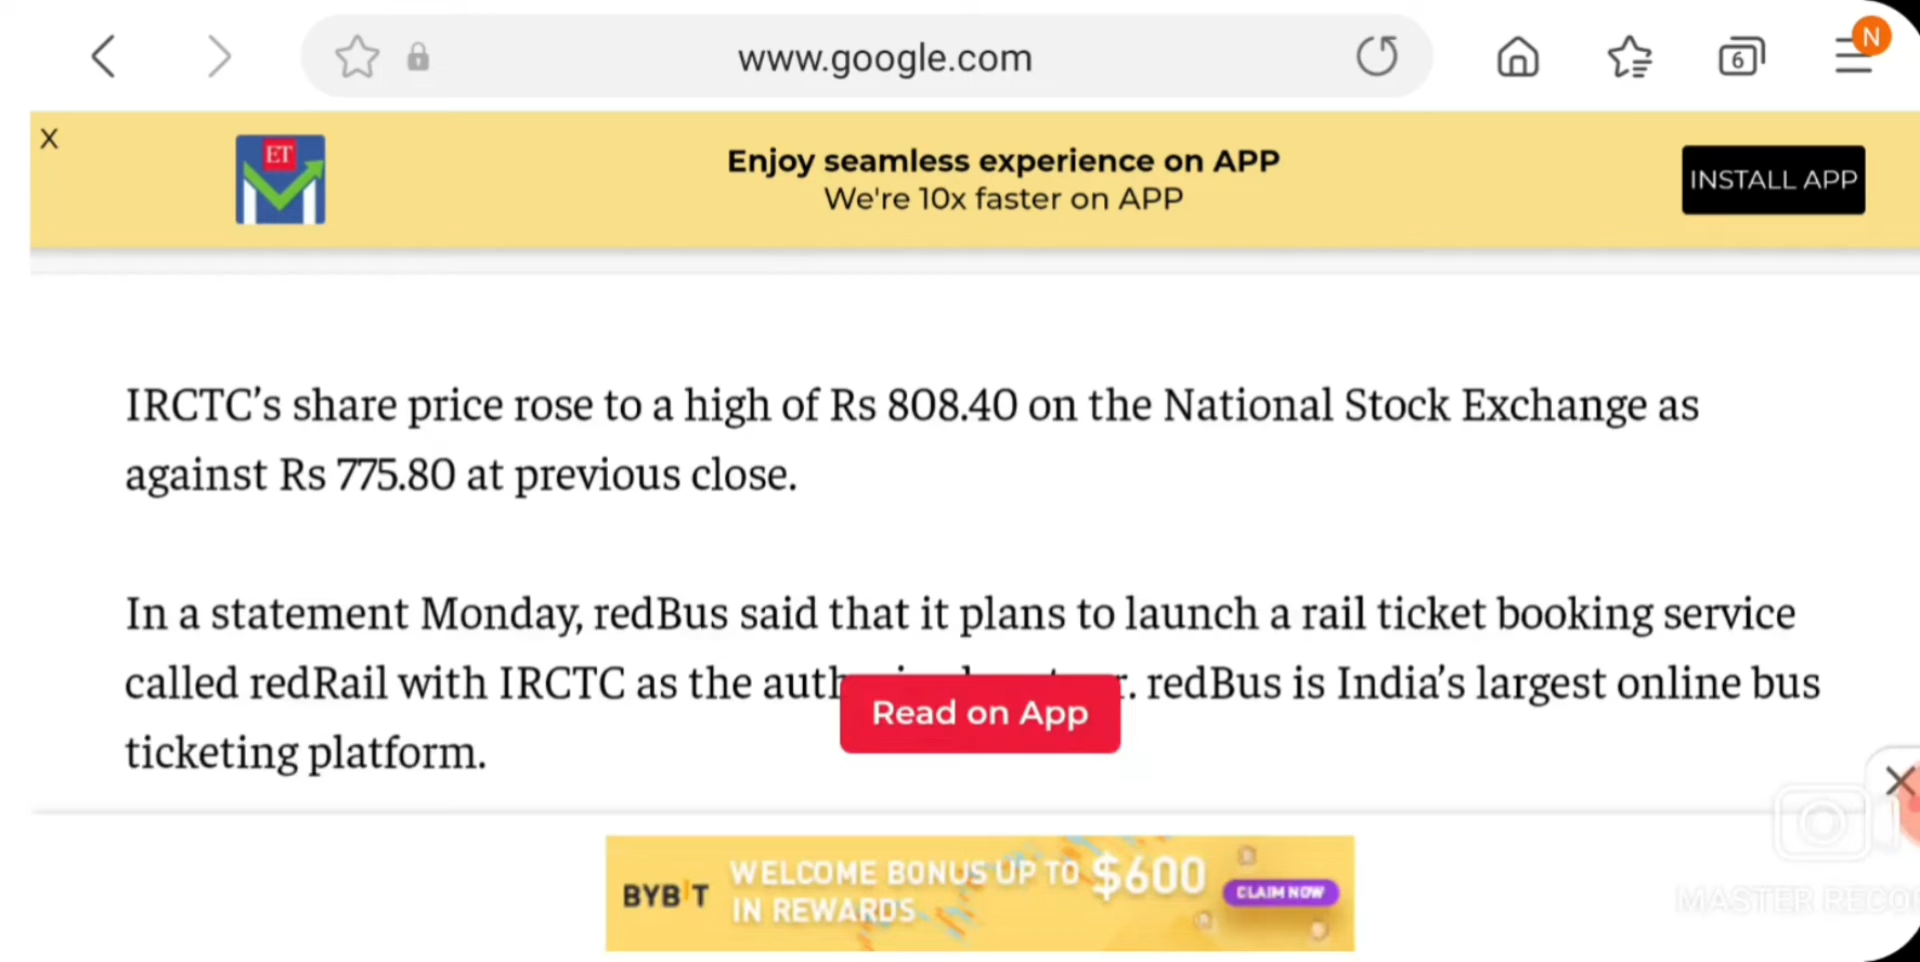 www.google.com
6
N
X
ET
Enjoy seamless experience on APP
We're 10x faster on APP
INSTALL APP
IRCTC’s share price rose to a high of Rs 808.40 on the National Stock Exchange as
against Rs 775.80 at previous close.
In a statement Monday, redBus said that it plans to launch a rail ticket booking service
called redRail with IRCTC as the . redBus is India’s largest online bus
Read on App
ticketing platform.
BYBIT
WELCOME BONUS UP TO $600
IN REWARDS
CLAIM NOW
MASTER